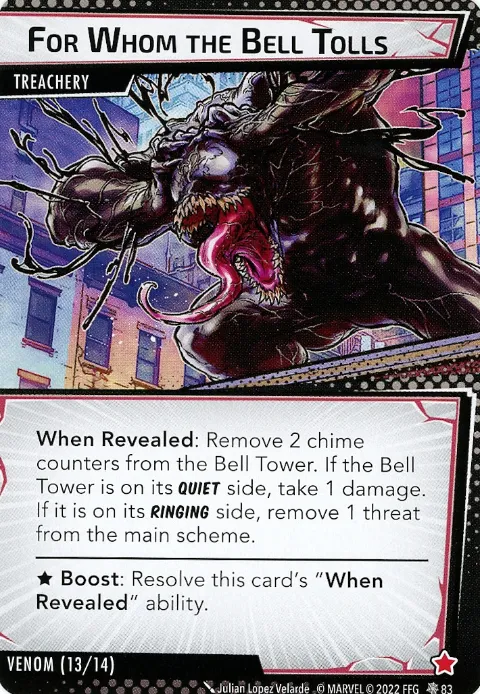 FOR WHOM THE BELL TOLLS
TREACHERY
When Revealed: Remove 2 chime
counters from the Bell Tower. If the Bell
Tower is on its QUIET side, take 1 damage.
If it is on its RINGING side, remove 1 threat
from the main scheme.
★ Boost: Resolve this card's "When
Revealed" ability.
VENOM (13/14)
Julian Lopez Velarde © MARVEL © 2022 FFG 83